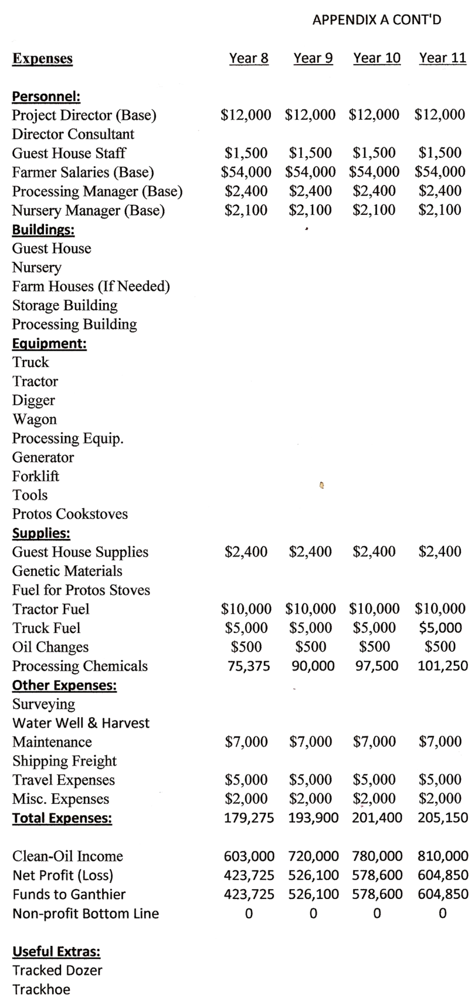 APPENDIX A CONT'D
Expenses Year 8 Year 9 Year 10 Year 11
Personnel:
Project Director (Base) $12,000 $12,000 $12,000 $12,000
Director Consultant
Guest House Staff $1,500 $1,500 $1,500 $1,500
Farmer Salaries (Base) $54,000 $54,000 $54,000 $54,000
Processing Manager (Base) $2,400 $2,400 $2,400 $2,400
Nursery Manager (Base) $2,100 $2,100 $2,100 $2,100
Buildings:
Guest House
Nursery
Farm Houses (If Needed)
Storage Building
Processing Building
Equipment:
Truck
Tractor
Digger
Wagon
Processing Equip.
Generator
Forklift
Tools
Protos Cookstoves
Supplies:
Guest House Supplies $2,400 $2,400 $2,400 $2,400
Genetic Materials
Fuel for Protos Stoves
Tractor Fuel $10,000 $10,000 $10,000 $10,000
Truck Fuel $5,000 $5,000 $5,000 $5,000
Oil Changes $500 $500 $500 $500
Processing Chemicals 75,375 90,000 97,500 101,250
Other Expenses:
Surveying
Water Well & Harvest
Maintenance $7,000 $7,000 $7,000 $7,000
Shipping Freight
Travel Expenses $5,000 $5,000 $5,000 $5,000
Misc. Expenses $2,000 $2,000 $2,000 $2,000
Total Expenses: 179,275 193,900 201,400 205,150
Clean-Oil Income 603,000 720,000 780,000 810,000
Net Profit (Loss) 423,725 526,100 578,600 604,850
Funds to Ganthier 423,725 526,100 578,600 604,850
Non-profit Bottom Line 0 0 0 0
Useful Extras:
Tracked Dozer
Trackhoe